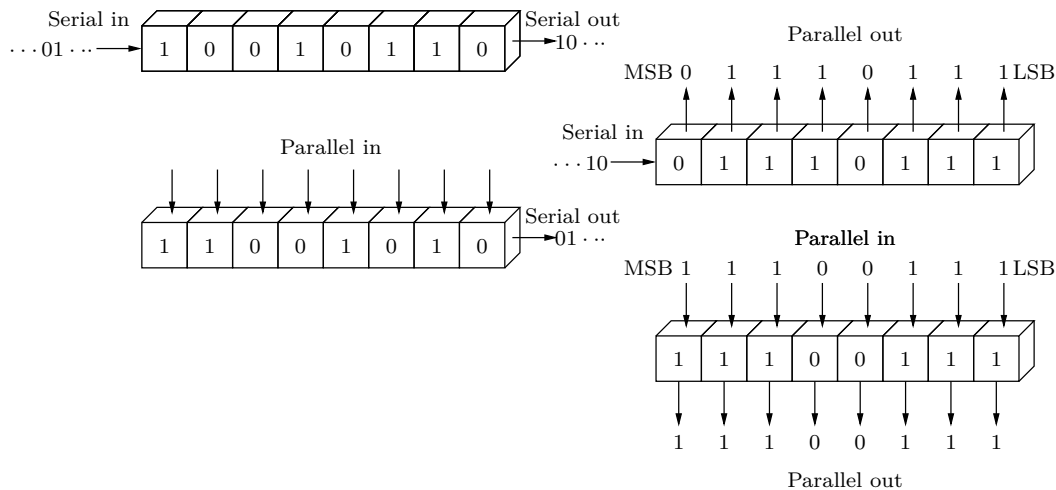 Serial in
···01···
1 0 0 1 0 1 1 0
Serial out
10···
Parallel in
1 1 0 0 1 0 1 0
Serial out
01···
Parallel out
MSB 0 1 1 1 0 1 1 1 LSB
Serial in
···10
0 1 1 1 0 1 1 1
Parallel in
MSB 1 1 1 0 0 1 1 1 LSB
1 1 1 0 0 1 1 1
1 1 1 0 0 1 1 1
Parallel out